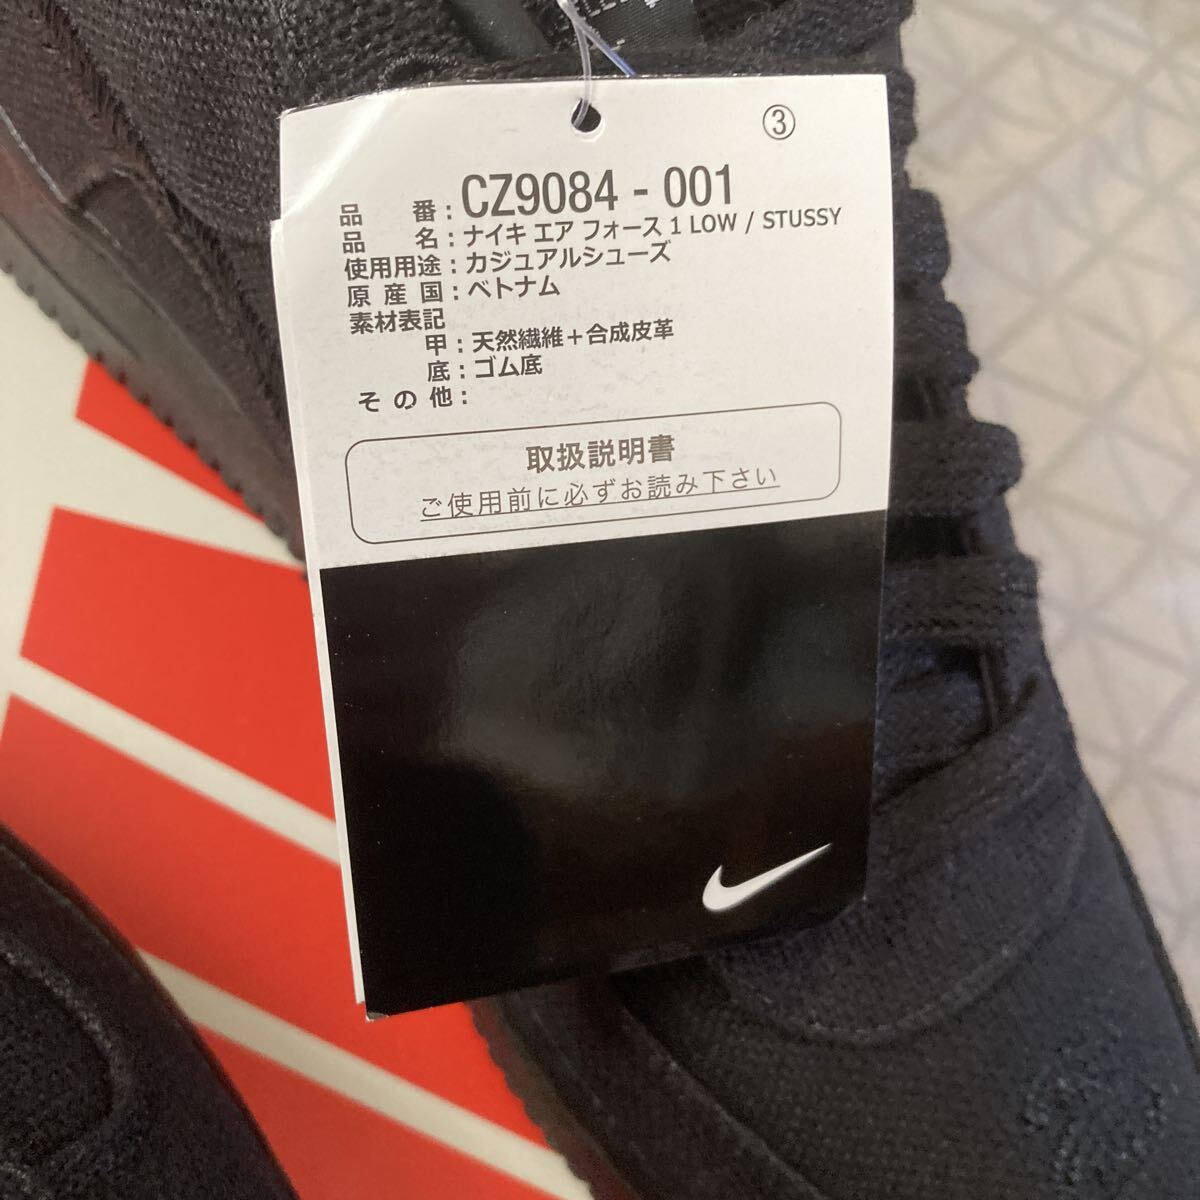 ③
品 番：CZ9084 - 001
品 名：ナイキ エア フォース 1 LOW / STUSSY
使用用途：カジュアルシューズ
原 産 国：ベトナム
素材表記
甲：天然繊維＋合成皮革
底：ゴム底
そ の 他：
取扱説明書
ご使用前に必ずお読み下さい